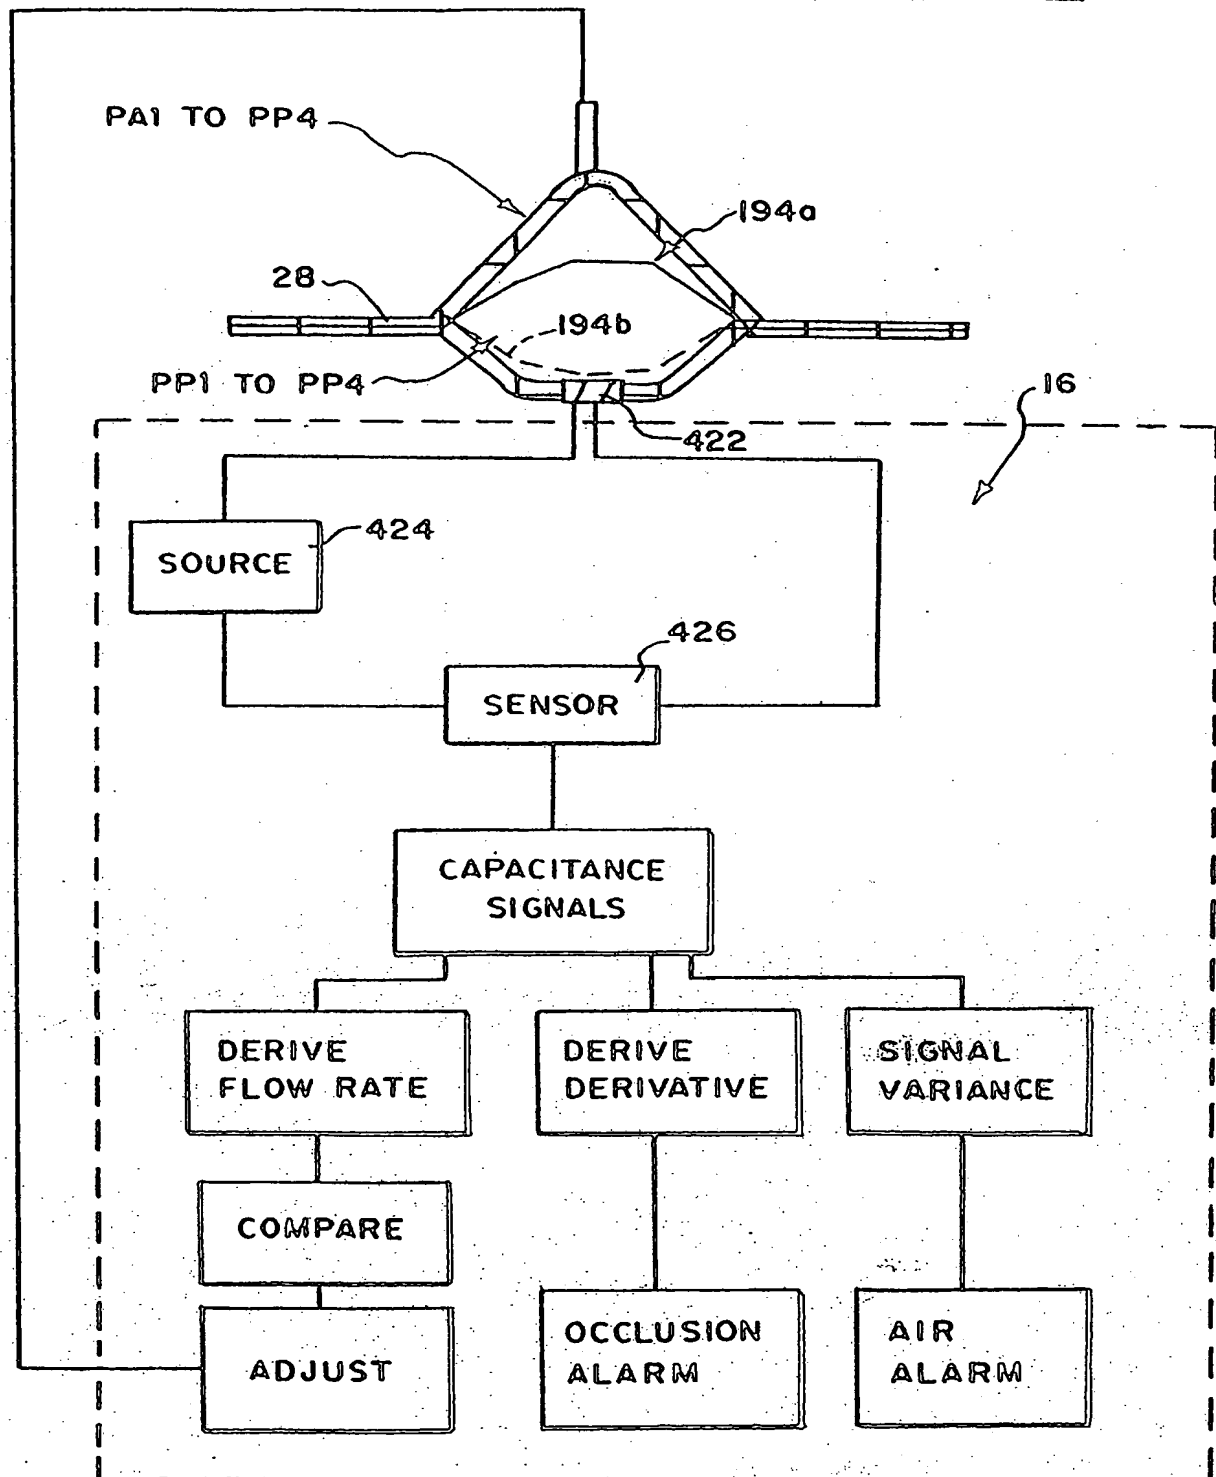 PA1 TO PP4
194a
28
194b
PP1 TO PP4
16
422
424
SOURCE
426
SENSOR
CAPACITANCE
SIGNALS
DERIVE
FLOW RATE
DERIVE
DERIVATIVE
SIGNAL
VARIANCE
COMPARE
OCCLUSION
ALARM
AIR
ALARM
ADJUST